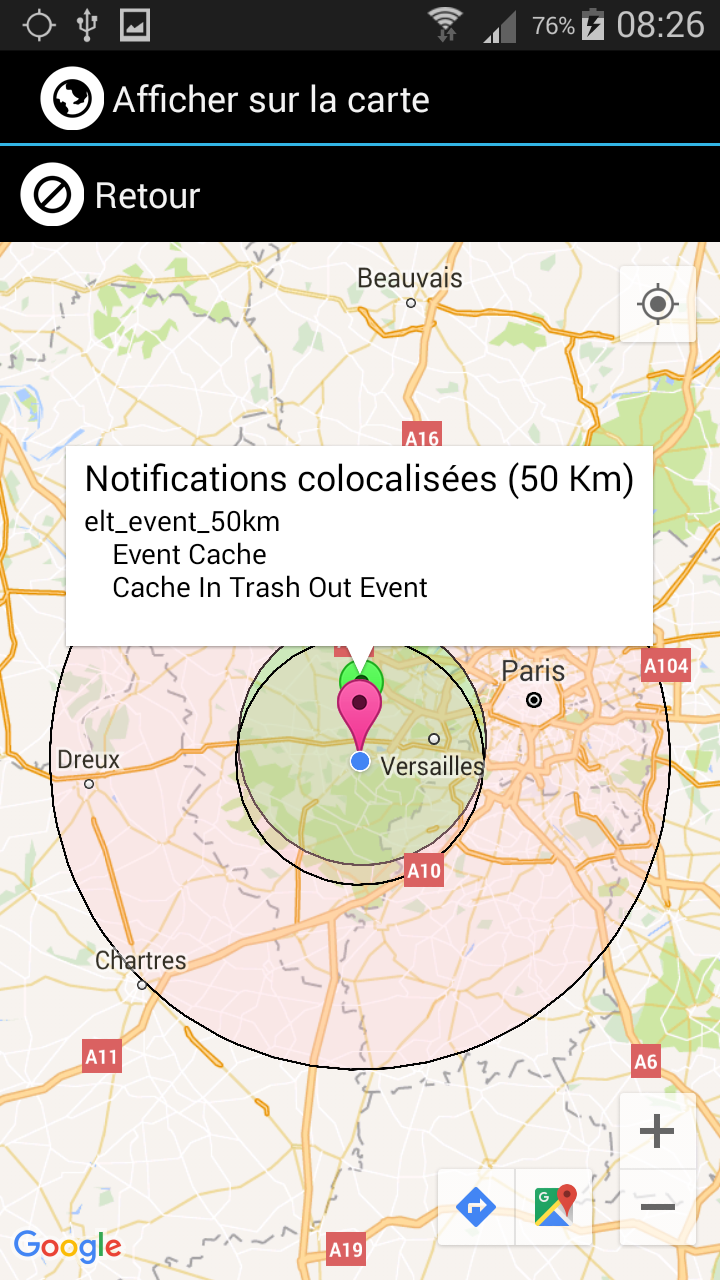 76% 08:26
Afficher sur la carte
Retour
Beauvais
A16
Notifications colocalisées (50 Km)
elt_event_50km
Event Cache
Cache In Trash Out Event
Paris
A104
Dreux
Versailles
A10
Chartres
A11
A6
G
Google
A19